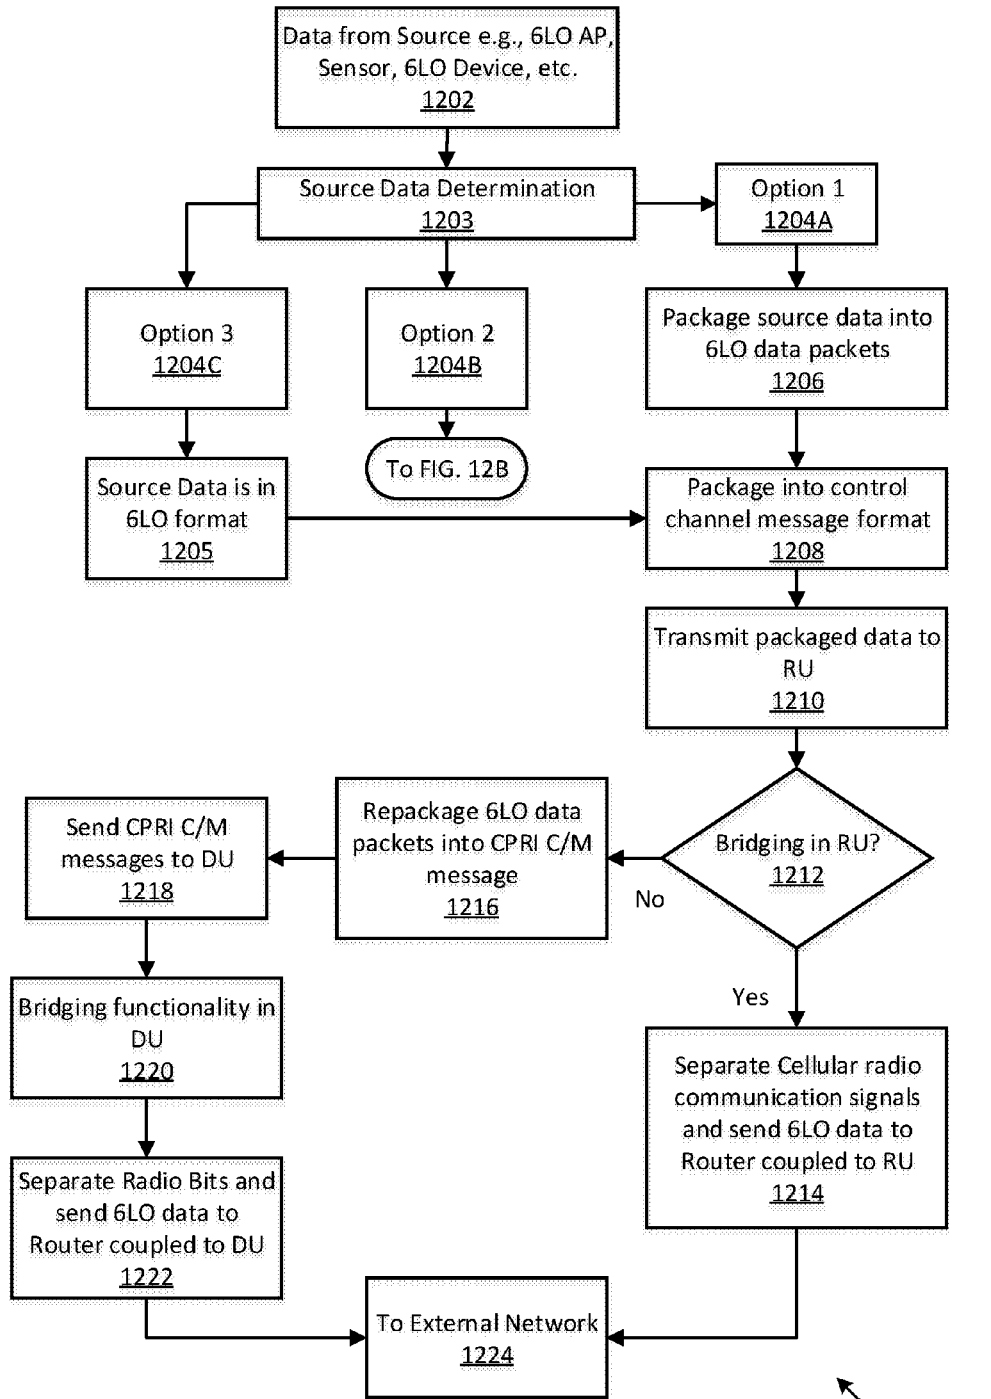 Data from Source e.g., 6LO AP,
Sensor, 6LO Device, etc.
1202
Source Data Determination
1203
Option 1
1204A
Option 3
1204C
Option 2
1204B
Package source data into
6LO data packets
1206
To FIG. 12B
Source Data is in
6LO format
1205
Package into control
channel message format
1208
Transmit packaged data to
RU
1210
Bridging in RU?
1212
No
Yes
Repackage 6LO data
packets into CPRI C/M
message
1216
Send CPRI C/M
messages to DU
1218
Bridging functionality in
DU
1220
Separate Cellular radio
communication signals
and send 6LO data to
Router coupled to RU
1214
Separate Radio Bits and
send 6LO data to
Router coupled to DU
1222
To External Network
1224